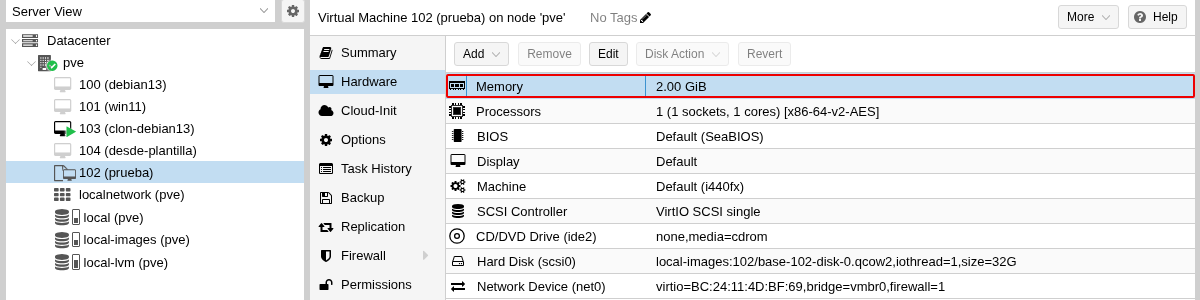 Server View
Datacenter
pve
100 (debian13)
101 (win11)
103 (clon-debian13)
104 (desde-plantilla)
102 (prueba)
localnetwork (pve)
local (pve)
local-images (pve)
local-lvm (pve)
Virtual Machine 102 (prueba) on node 'pve' No Tags More Help
Summary
Hardware
Cloud-Init
Options
Task History
Backup
Replication
Firewall
Permissions
Add Remove Edit Disk Action Revert
Memory 2.00 GiB
Processors 1 (1 sockets, 1 cores) [x86-64-v2-AES]
BIOS Default (SeaBIOS)
Display Default
Machine Default (i440fx)
SCSI Controller VirtIO SCSI single
CD/DVD Drive (ide2) none,media=cdrom
Hard Disk (scsi0) local-images:102/base-102-disk-0.qcow2,iothread=1,size=32G
Network Device (net0) virtio=BC:24:11:4D:BF:69,bridge=vmbr0,firewall=1